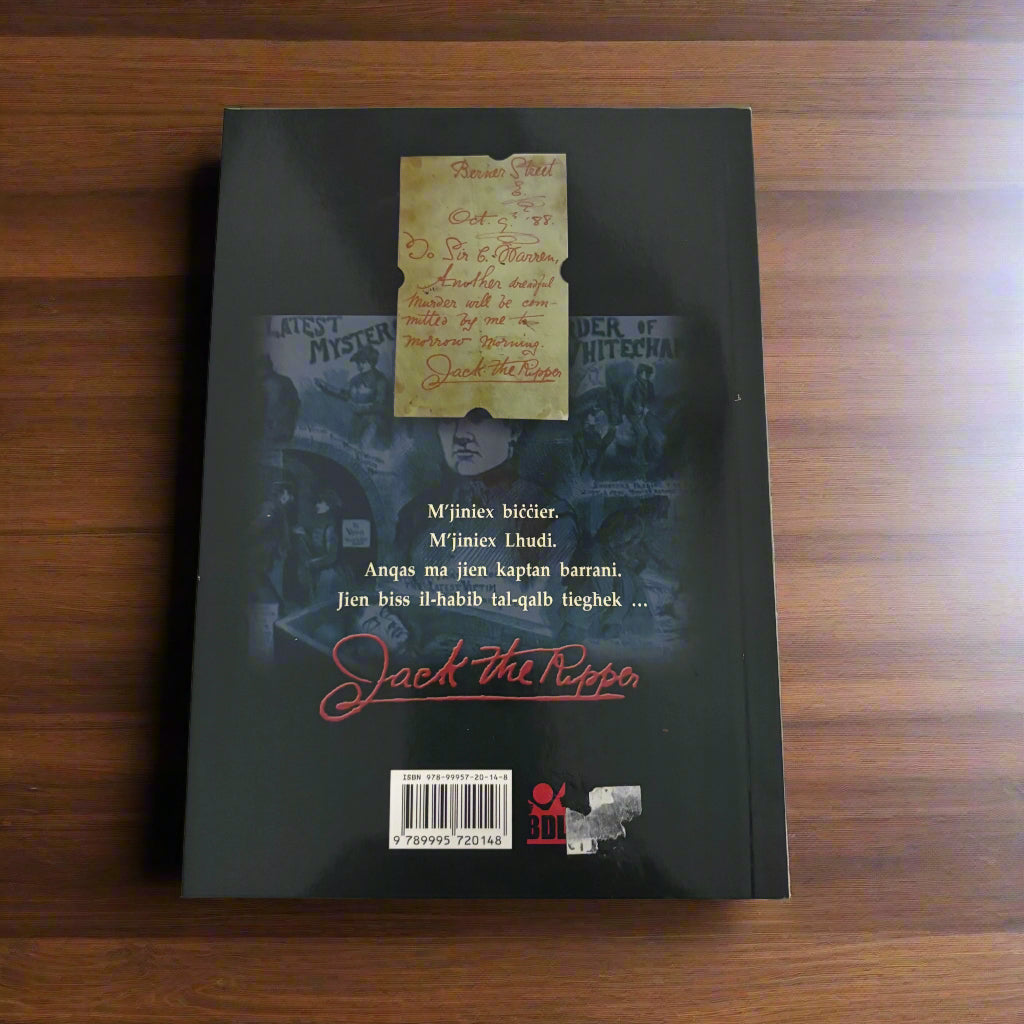 Berner Street
Oct. 9. '88.
To Sir C. Warren,
Another dreadful
Murder will be com-
mitted by me to
morrow Morning.
Jack the Ripper
LATEST
MYSTER
DER OF
HITECHA
M'jiniex biċċier.
M'jiniex Lhudi.
Anqas ma jien kaptan barrani.
Jien biss il-ħabib tal-qalb tiegħek ...
Jack the Ripper
ISBN 978-99957-20-14-8
9 789995 720148
BDL